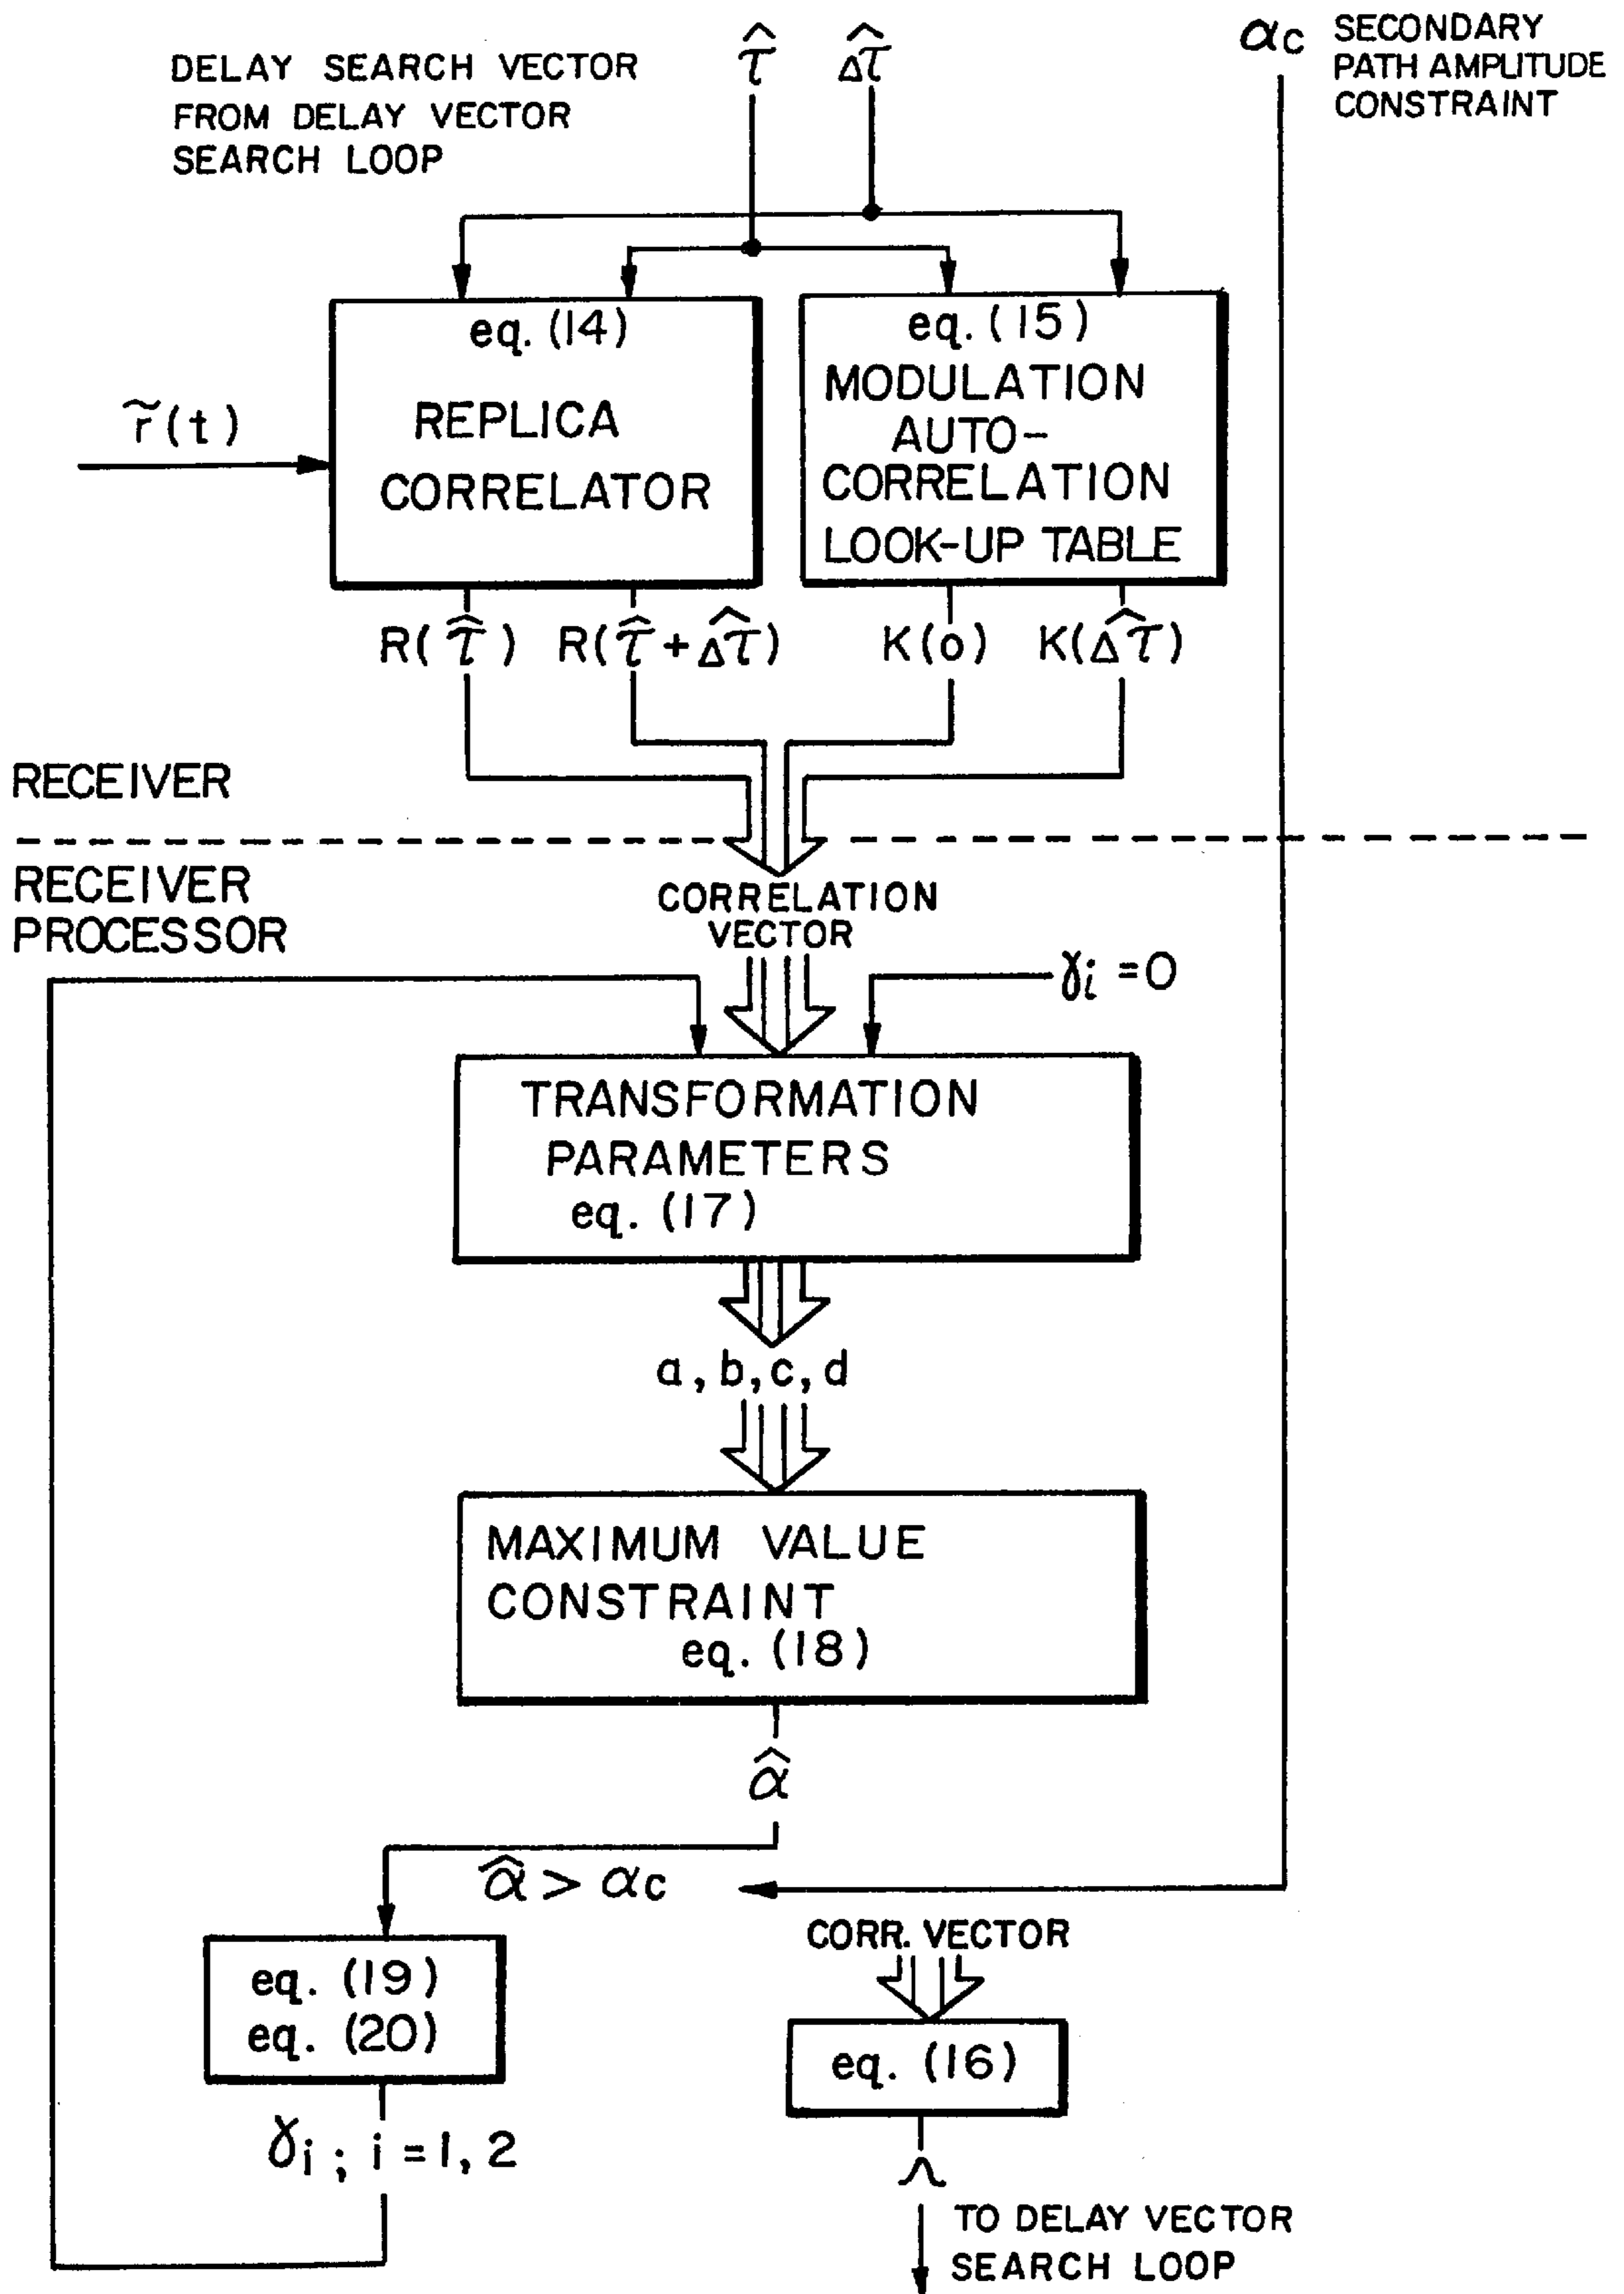 DELAY SEARCH VECTOR
FROM DELAY VECTOR
SEARCH LOOP
τ̂
Δτ̂
αc
SECONDARY
PATH AMPLITUDE
CONSTRAINT
eq. (14)
REPLICA
CORRELATOR
eq. (15)
MODULATION
AUTO-
CORRELATION
LOOK-UP TABLE
r̃(t)
R(τ̂) R(τ̂+Δτ̂) K(o) K(Δτ̂)
RECEIVER
RECEIVER
PROCESSOR
CORRELATION
VECTOR
γi =0
TRANSFORMATION
PARAMETERS
eq. (17)
a, b, c, d
MAXIMUM VALUE
CONSTRAINT
eq. (18)
α̂
α̂ > αc
CORR. VECTOR
eq. (19)
eq. (20)
eq. (16)
γi ; i = 1, 2
Λ
TO DELAY VECTOR
SEARCH LOOP